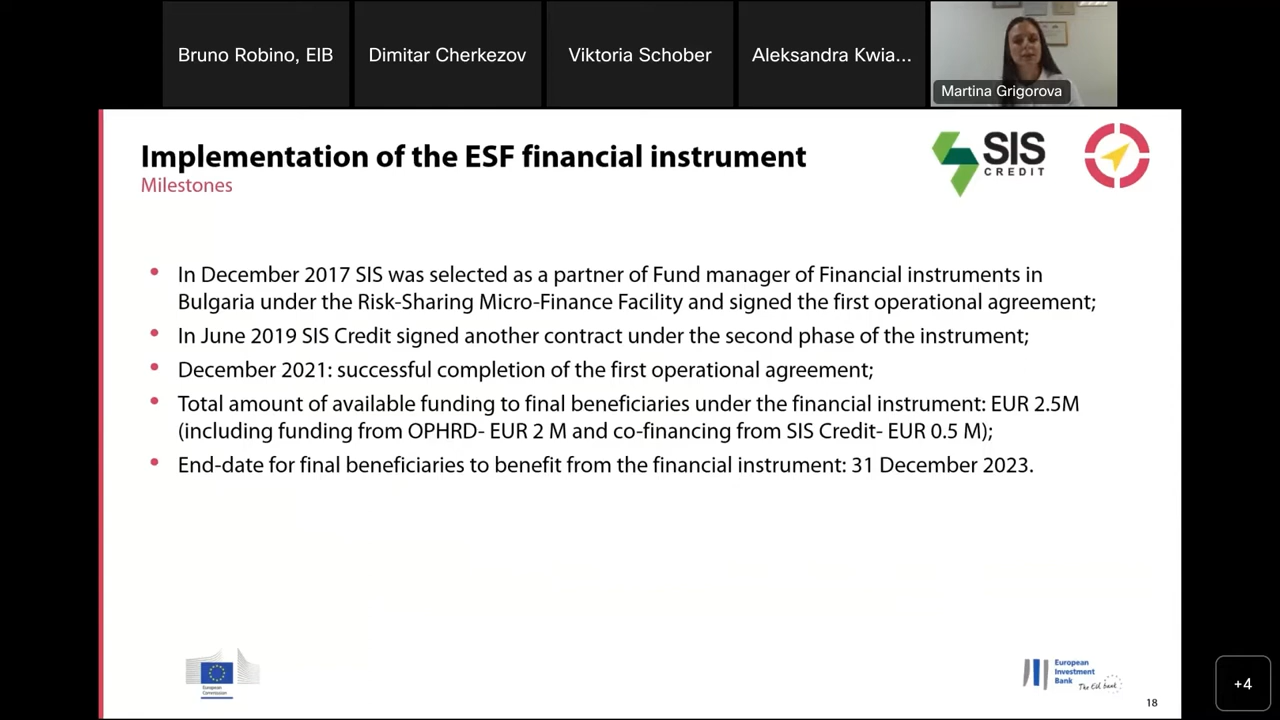 Bruno Robino, EIB
Dimitar Cherkezov
Viktoria Schober
Aleksandra Kwia...
Martina Grigorova
Implementation of the ESF financial instrument
Milestones
SIS
CREDIT
• In December 2017 SIS was selected as a partner of Fund manager of Financial instruments in
Bulgaria under the Risk-Sharing Micro-Finance Facility and signed the first operational agreement;
• In June 2019 SIS Credit signed another contract under the second phase of the instrument;
• December 2021: successful completion of the first operational agreement;
• Total amount of available funding to final beneficiaries under the financial instrument: EUR 2.5M
(including funding from OPHRD- EUR 2 M and co-financing from SIS Credit- EUR 0.5 M);
• End-date for final beneficiaries to benefit from the financial instrument: 31 December 2023.
European
Commission
European
Investment
Bank
The EU bank
18
+4